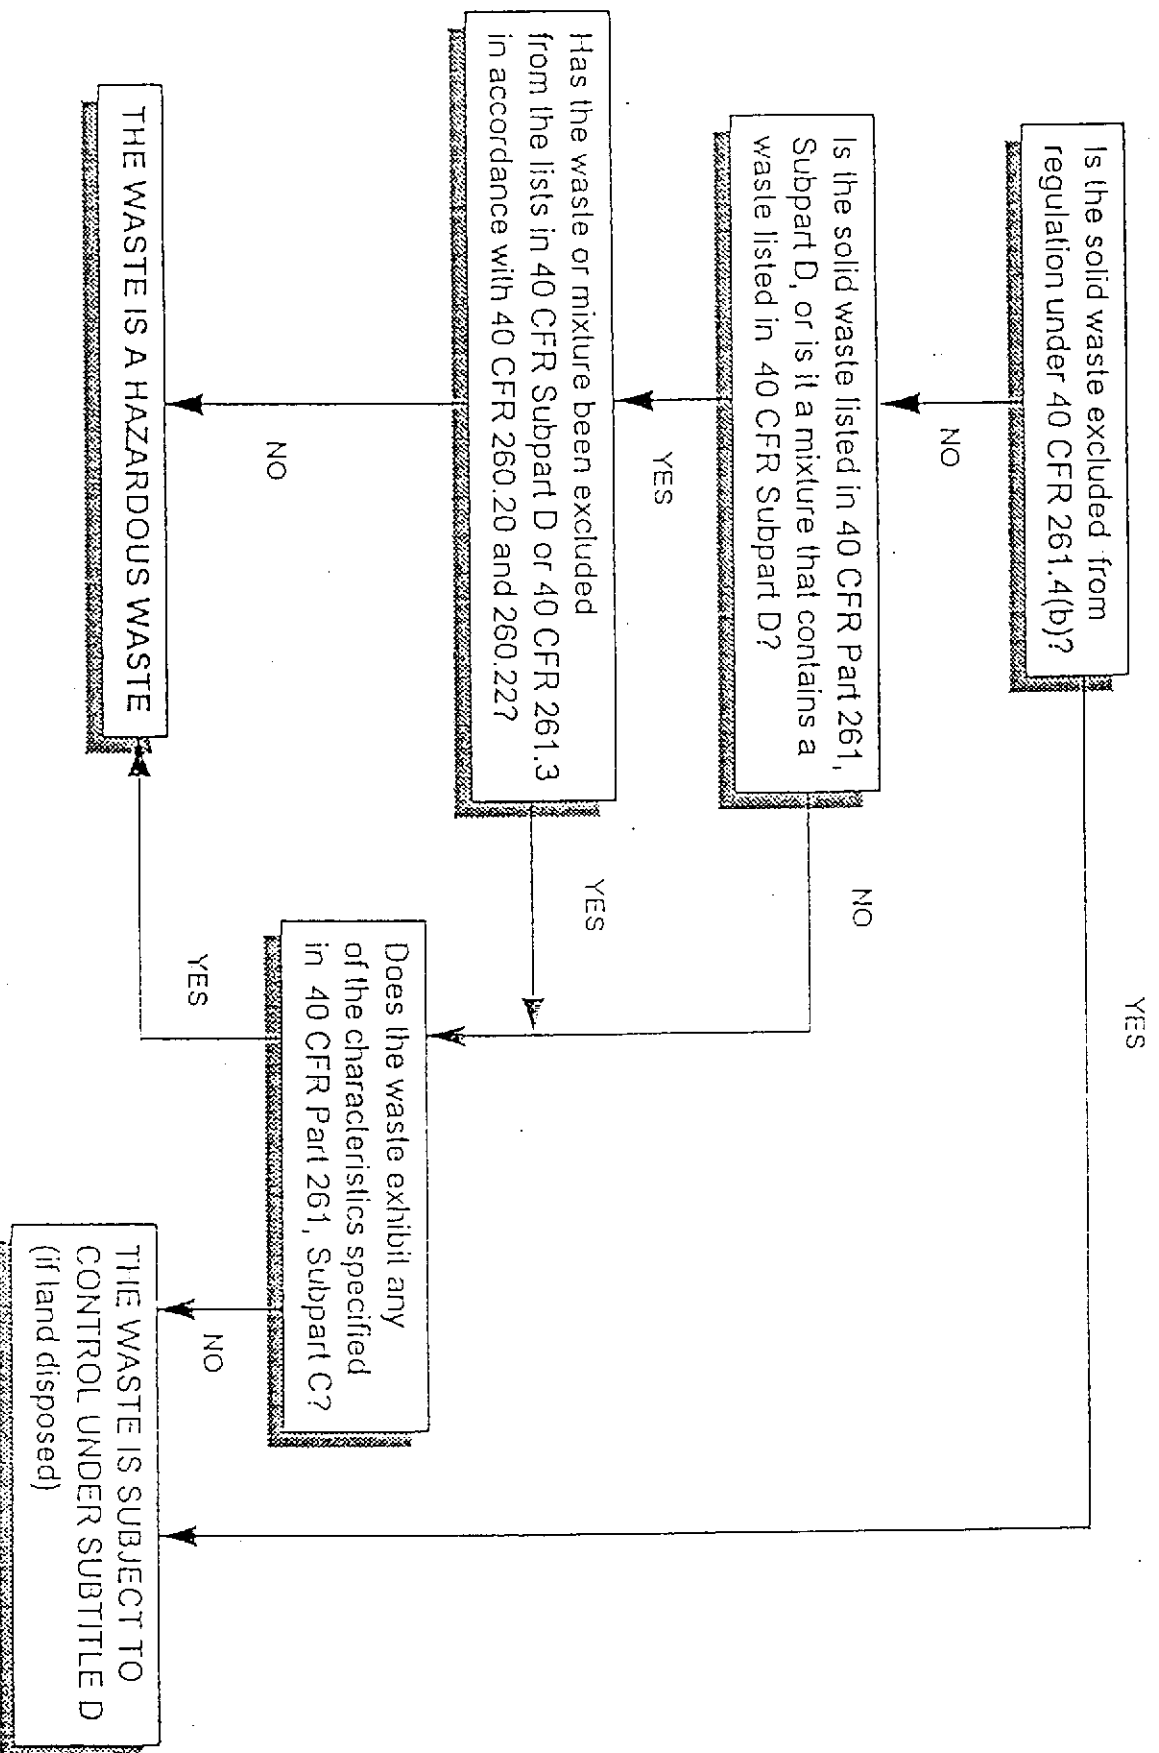 Is the solid waste excluded from
regulation under 40 CFR 261.4(b)?
YES
NO
Is the solid waste listed in 40 CFR Part 261,
Subpart D, or is it a mixture that contains a
waste listed in 40 CFR Subpart D?
NO
YES
Has the waste or mixture been excluded
from the lists in 40 CFR Subpart D or 40 CFR 261.3
in accordance with 40 CFR 260.20 and 260.22?
YES
NO
Does the waste exhibit any
of the characteristics specified
in 40 CFR Part 261, Subpart C?
YES
NO
THE WASTE IS A HAZARDOUS WASTE
THE WASTE IS SUBJECT TO
CONTROL UNDER SUBTITLE D
(if land disposed)